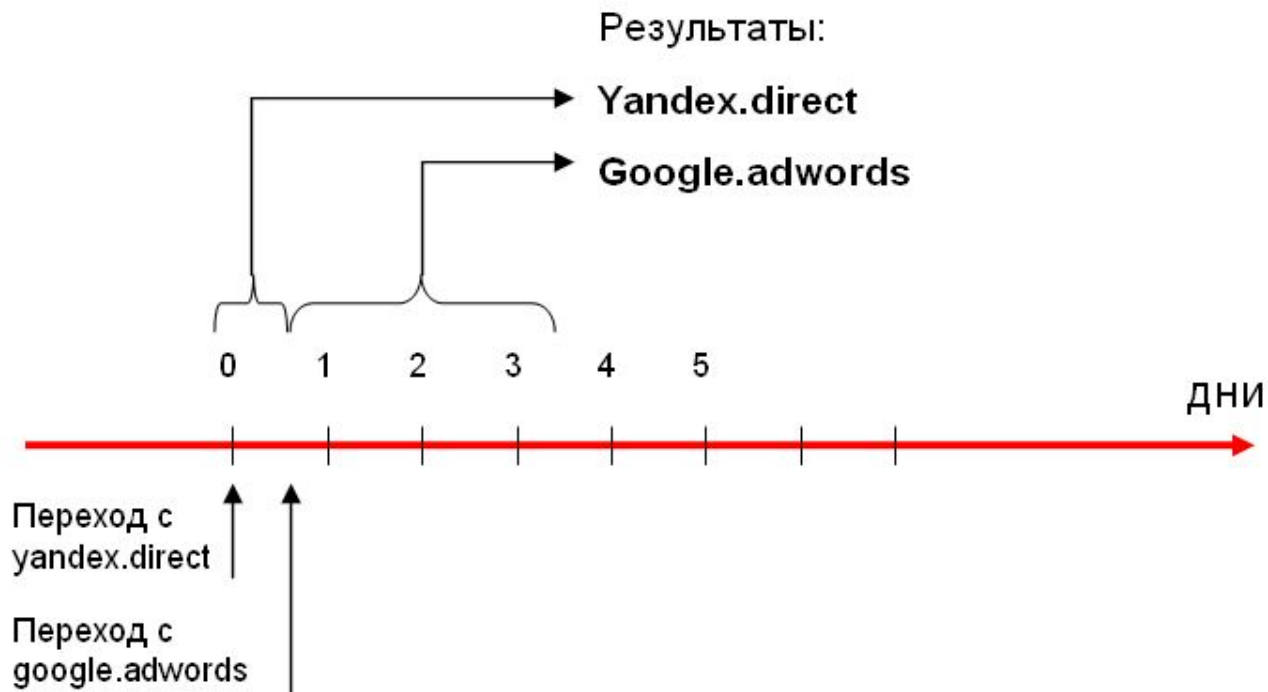 Результаты:
Yandex.direct
Google.adwords
0 1 2 3 4 5
дни
Переход с
yandex.direct
Переход с
google.adwords